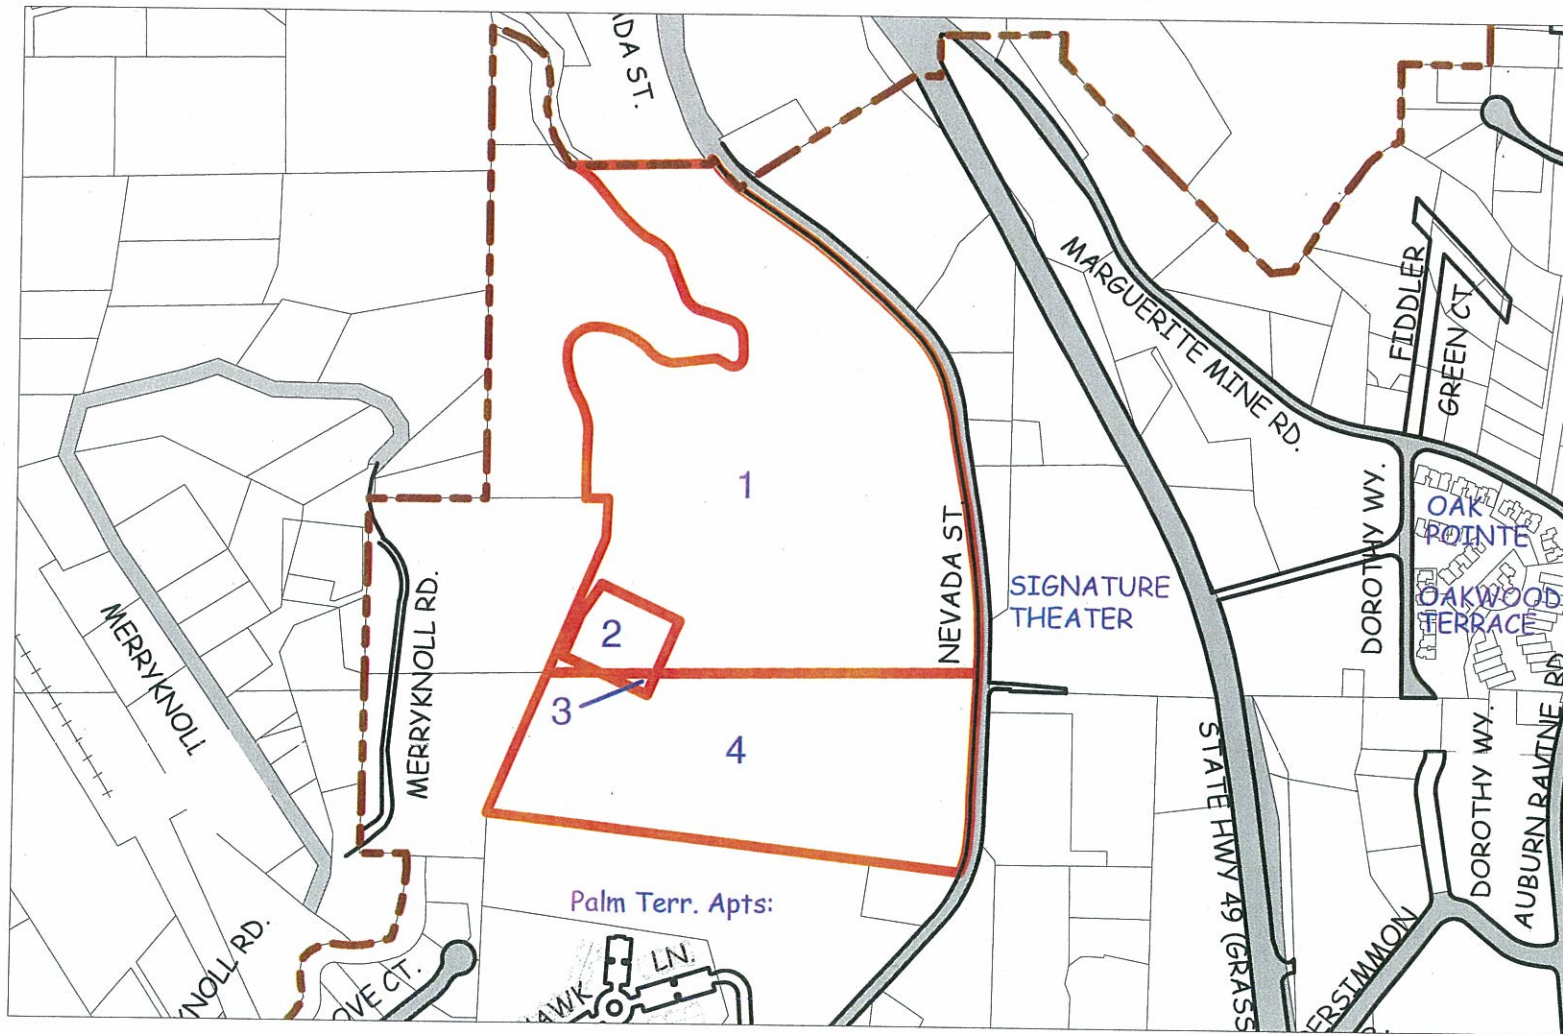 ADA ST.
MARGUERITE MINE RD.
FIDDLER
GREEN CT.
1
NEVADA ST.
DOROTHY WY.
OAK
POINTE
SIGNATURE
THEATER
OAKWOOD
TERRACE
MERRYKNOLL
MERRYKNOLL RD.
2
3
4
STATE HWY 49 (GRASS
DOROTHY WY.
AUBURN RAVINE RD
Palm Terr. Apts:
KNOLL RD.
OVE CT.
AWK
LN.
ERSIMMON